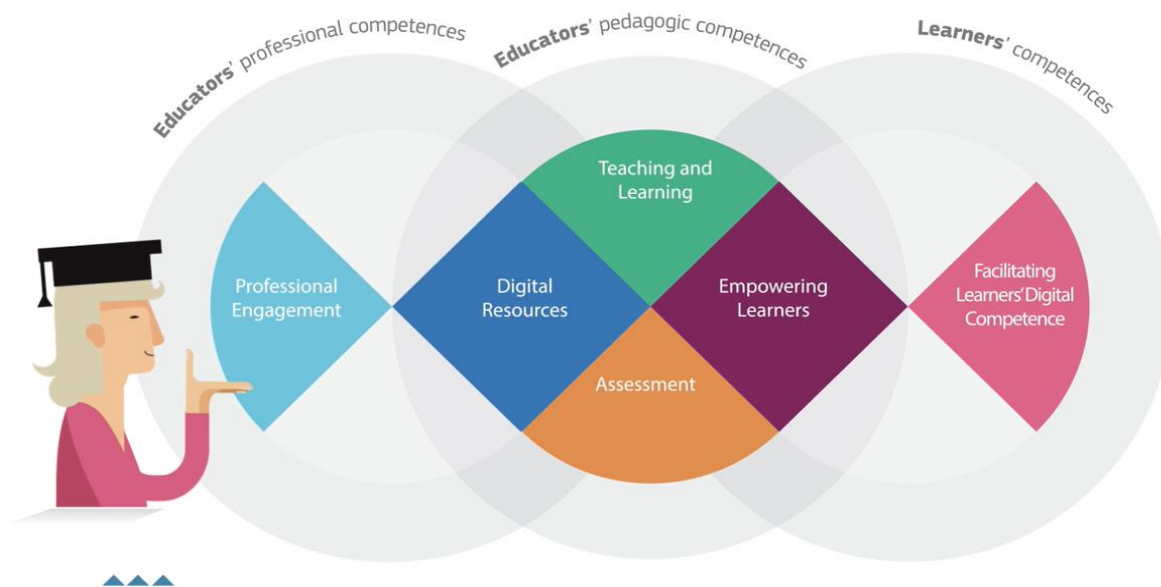 Educators' professional competences
Educators' pedagogic competences
Learners' competences
Professional
Engagement
Digital
Resources
Teaching and
Learning
Assessment
Empowering
Learners
Facilitating
Learners' Digital
Competence